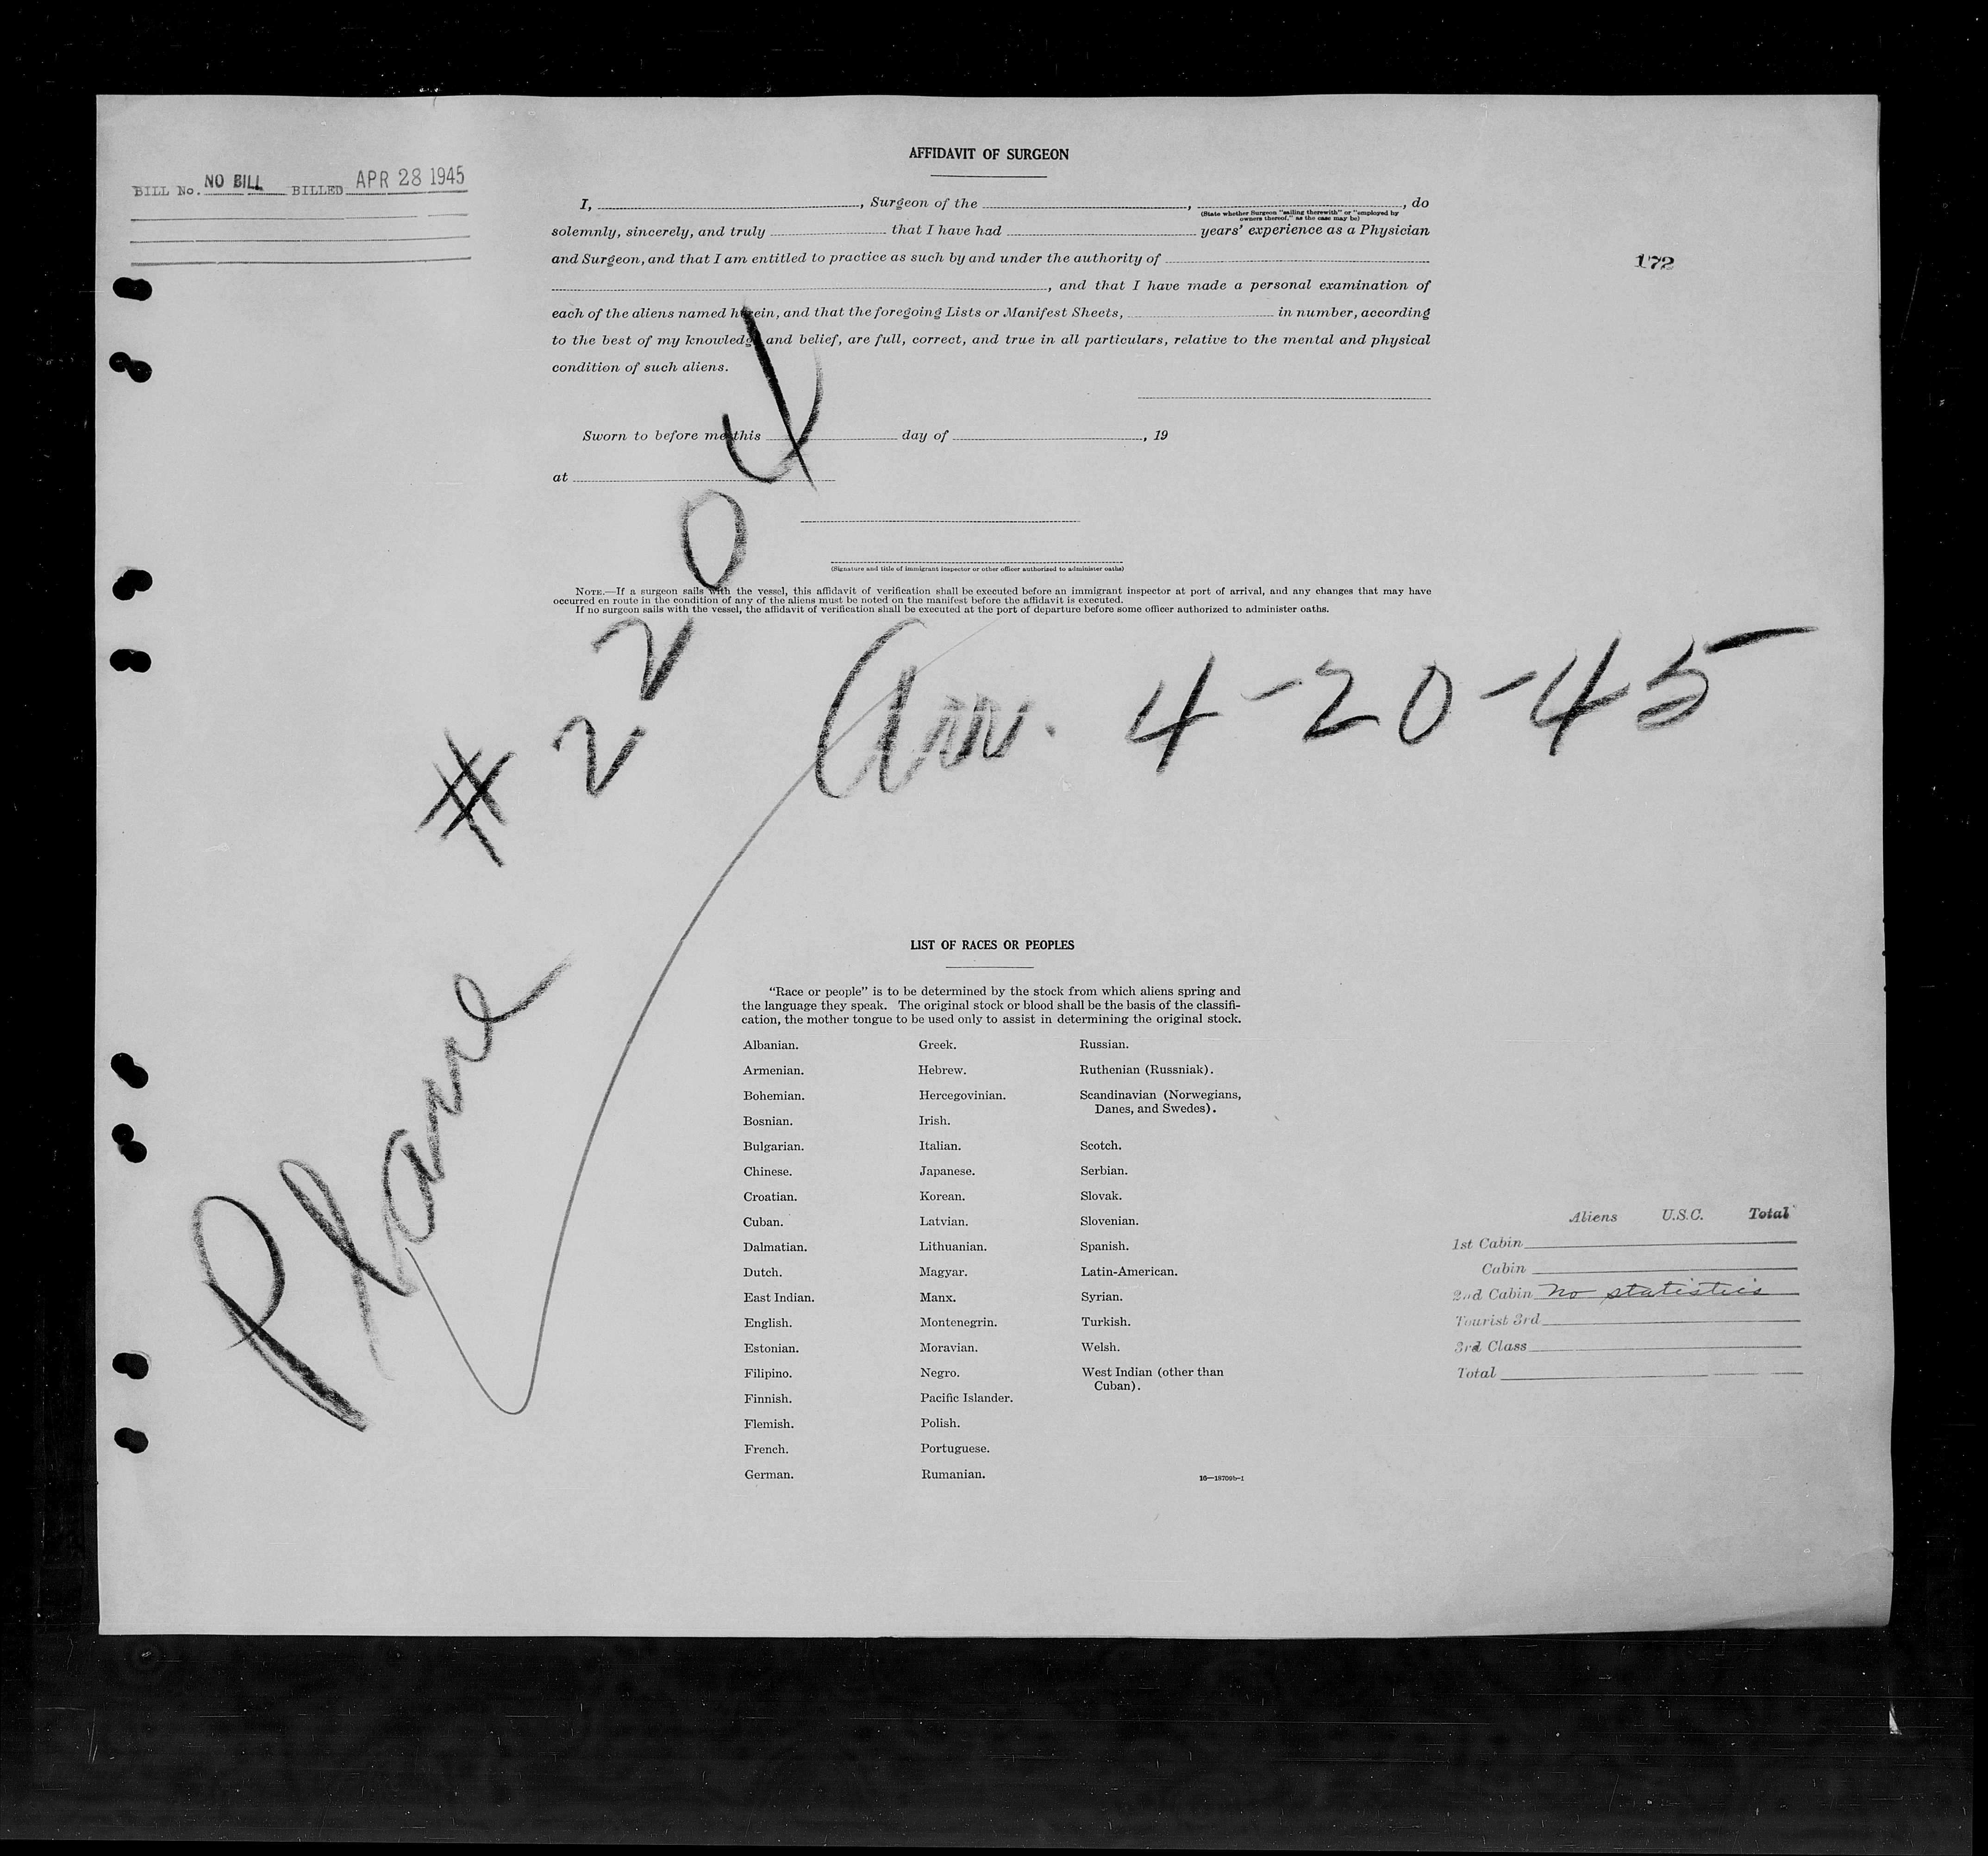 BILL No. NO BILL BILLED APR 28 1945
AFFIDAVIT OF SURGEON
I, , Surgeon of the , , do
(State whether Surgeon "sailing therewith" or "employed by
owners thereof," as the case may be)
solemnly, sincerely, and truly that I have had years' experience as a Physician
and Surgeon, and that I am entitled to practice as such by and under the authority of
172
, and that I have made a personal examination of
each of the aliens named herein, and that the foregoing Lists or Manifest Sheets, in number, according
to the best of my knowledge and belief, are full, correct, and true in all particulars, relative to the mental and physical
condition of such aliens.
Sworn to before me this day of , 19
at
(Signature and title of immigrant inspector or other officer authorized to administer oaths)
NOTE.—If a surgeon sails with the vessel, this affidavit of verification shall be executed before an immigrant inspector at port of arrival, and any changes that may have
occurred en route in the condition of any of the aliens must be noted on the manifest before the affidavit is executed.
If no surgeon sails with the vessel, the affidavit of verification shall be executed at the port of departure before some officer authorized to administer oaths.
Plane # 2204
Arr. 4-20-45
LIST OF RACES OR PEOPLES
"Race or people" is to be determined by the stock from which aliens spring and
the language they speak. The original stock or blood shall be the basis of the classifi-
cation, the mother tongue to be used only to assist in determining the original stock.
Albanian.
Armenian.
Bohemian.
Bosnian.
Bulgarian.
Chinese.
Croatian.
Cuban.
Dalmatian.
Dutch.
East Indian.
English.
Estonian.
Filipino.
Finnish.
Flemish.
French.
German.
Greek.
Hebrew.
Hercegovinian.
Irish.
Italian.
Japanese.
Korean.
Latvian.
Lithuanian.
Magyar.
Manx.
Montenegrin.
Moravian.
Negro.
Pacific Islander.
Polish.
Portuguese.
Rumanian.
Russian.
Ruthenian (Russniak).
Scandinavian (Norwegians,
Danes, and Swedes).
Scotch.
Serbian.
Slovak.
Slovenian.
Spanish.
Latin-American.
Syrian.
Turkish.
Welsh.
West Indian (other than
Cuban).
16—18709b-1
Aliens U.S.C. Total
1st Cabin
Cabin
2nd Cabin No statistics
Tourist 3rd
3rd Class
Total